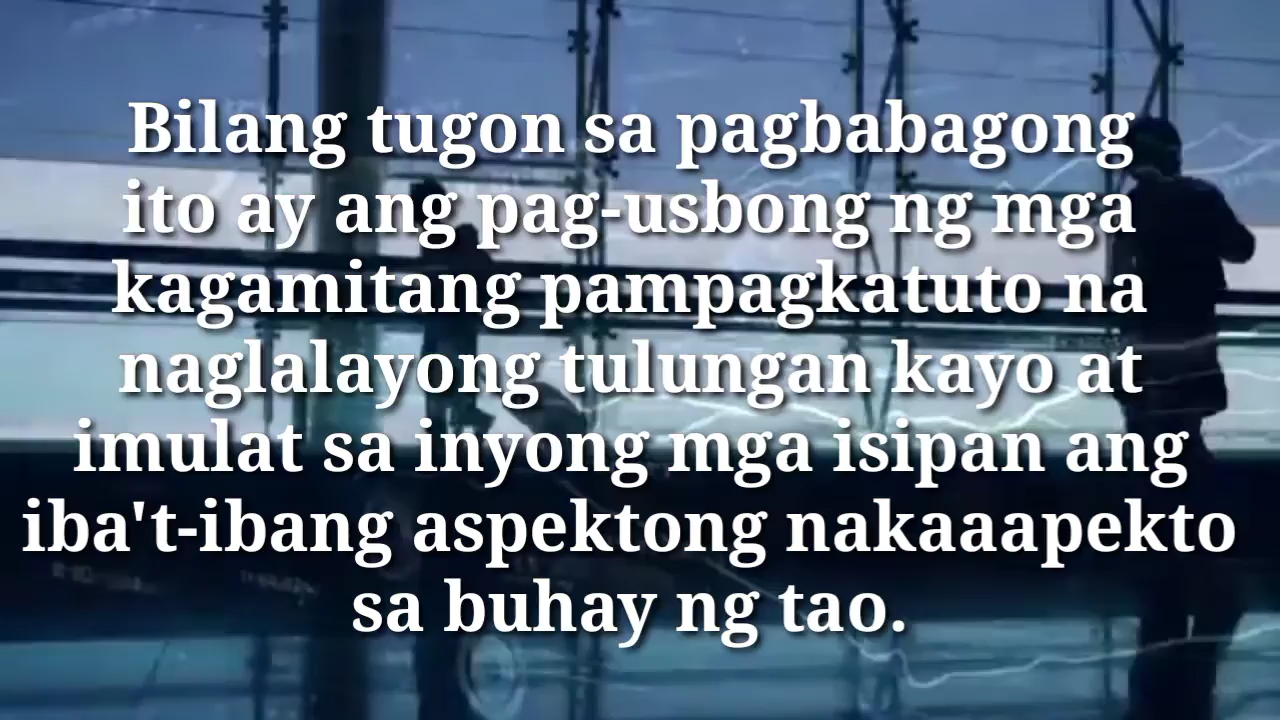 Bilang tugon sa pagbabagong
ito ay ang pag-usbong ng mga
kagamitang pampagkatuto na
naglalayong tulungan kayo at
imulat sa inyong mga isipan ang
iba't-ibang aspektong nakaaapekto
sa buhay ng tao.